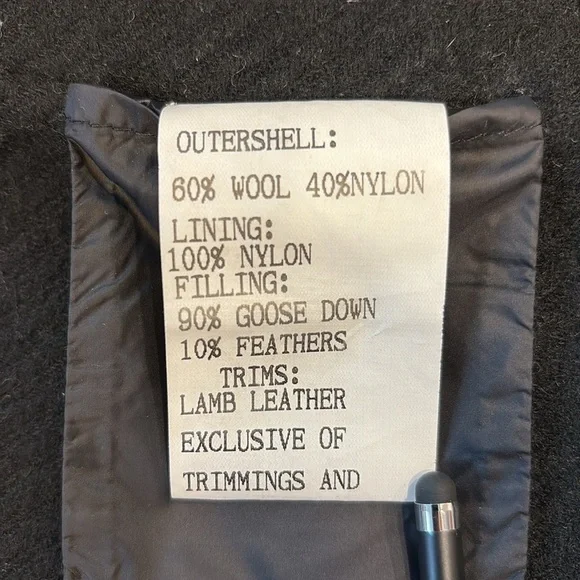 OUTERSHELL:
60% WOOL 40%NYLON
LINING:
100% NYLON
FILLING:
90% GOOSE DOWN
10% FEATHERS
TRIMS:
LAMB LEATHER
EXCLUSIVE OF
TRIMMINGS AND